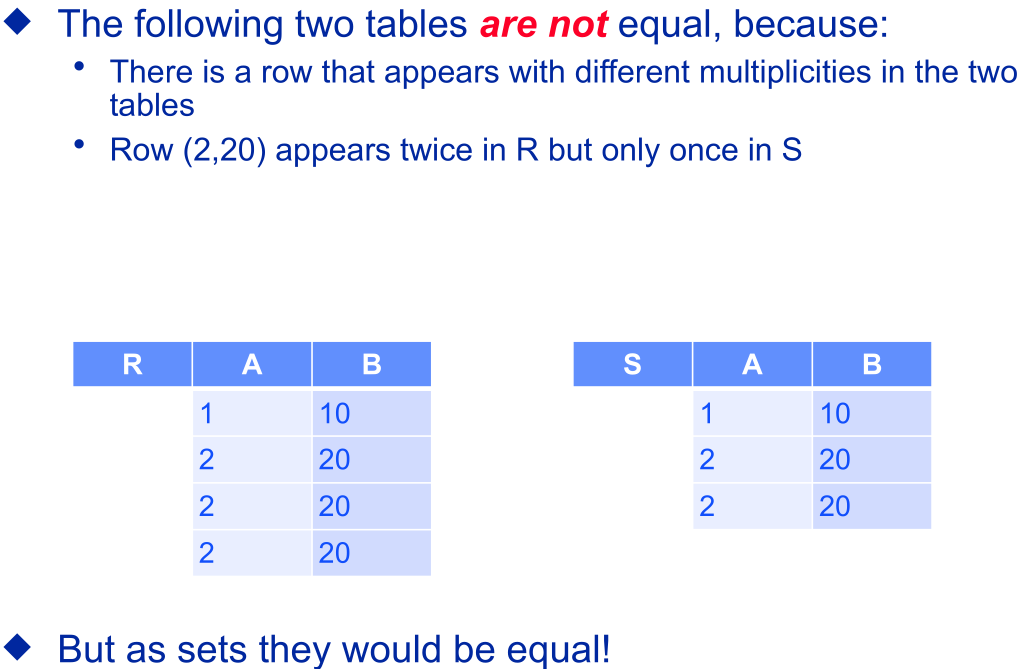 ◆ The following two tables are not equal, because:
• There is a row that appears with different multiplicities in the two
tables
• Row (2,20) appears twice in R but only once in S
R A B S A B
1 10 1 10
2 20 2 20
2 20 2 20
2 20
◆ But as sets they would be equal!